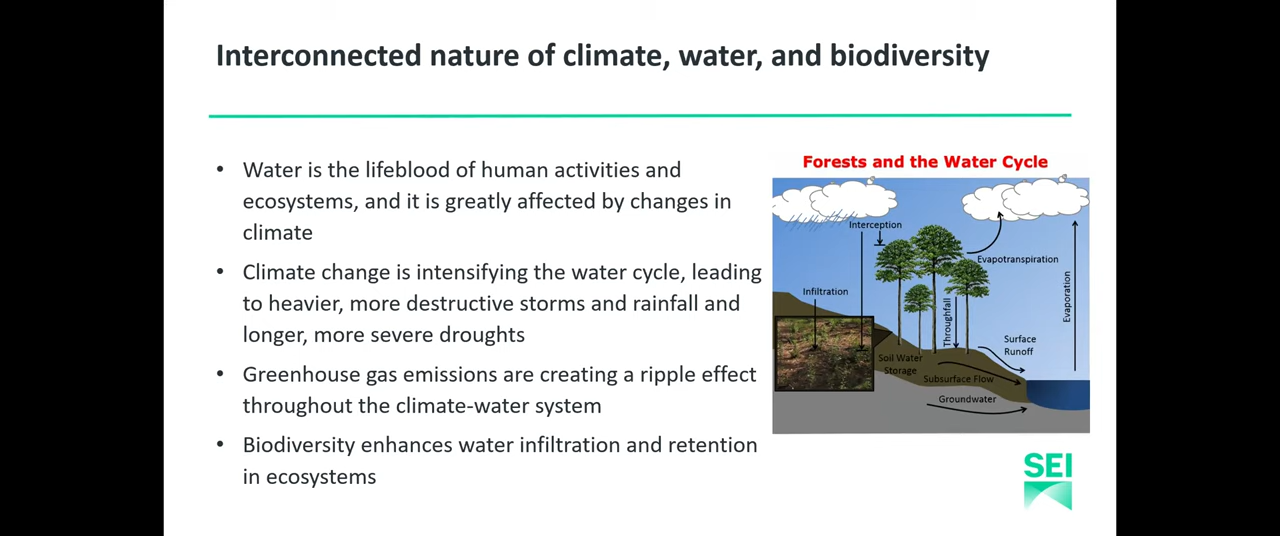 Interconnected nature of climate, water, and biodiversity
• Water is the lifeblood of human activities and
ecosystems, and it is greatly affected by changes in
climate
• Climate change is intensifying the water cycle, leading
to heavier, more destructive storms and rainfall and
longer, more severe droughts
• Greenhouse gas emissions are creating a ripple effect
throughout the climate-water system
• Biodiversity enhances water infiltration and retention
in ecosystems
Forests and the Water Cycle
Interception
Evapotranspiration
Infiltration
Evaporation
Throughfall
Surface
Runoff
Soil Water
Storage
Subsurface Flow
Groundwater
SEI